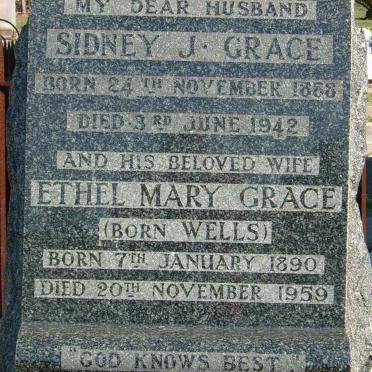 MY DEAR HUSBAND
SIDNEY J. GRACE
BORN 24TH NOVEMBER 1888
DIED 3RD JUNE 1942
AND HIS BELOVED WIFE
ETHEL MARY GRACE
(BORN WELLS)
BORN 7TH JANUARY 1890
DIED 20TH NOVEMBER 1959
"GOD KNOWS BEST"